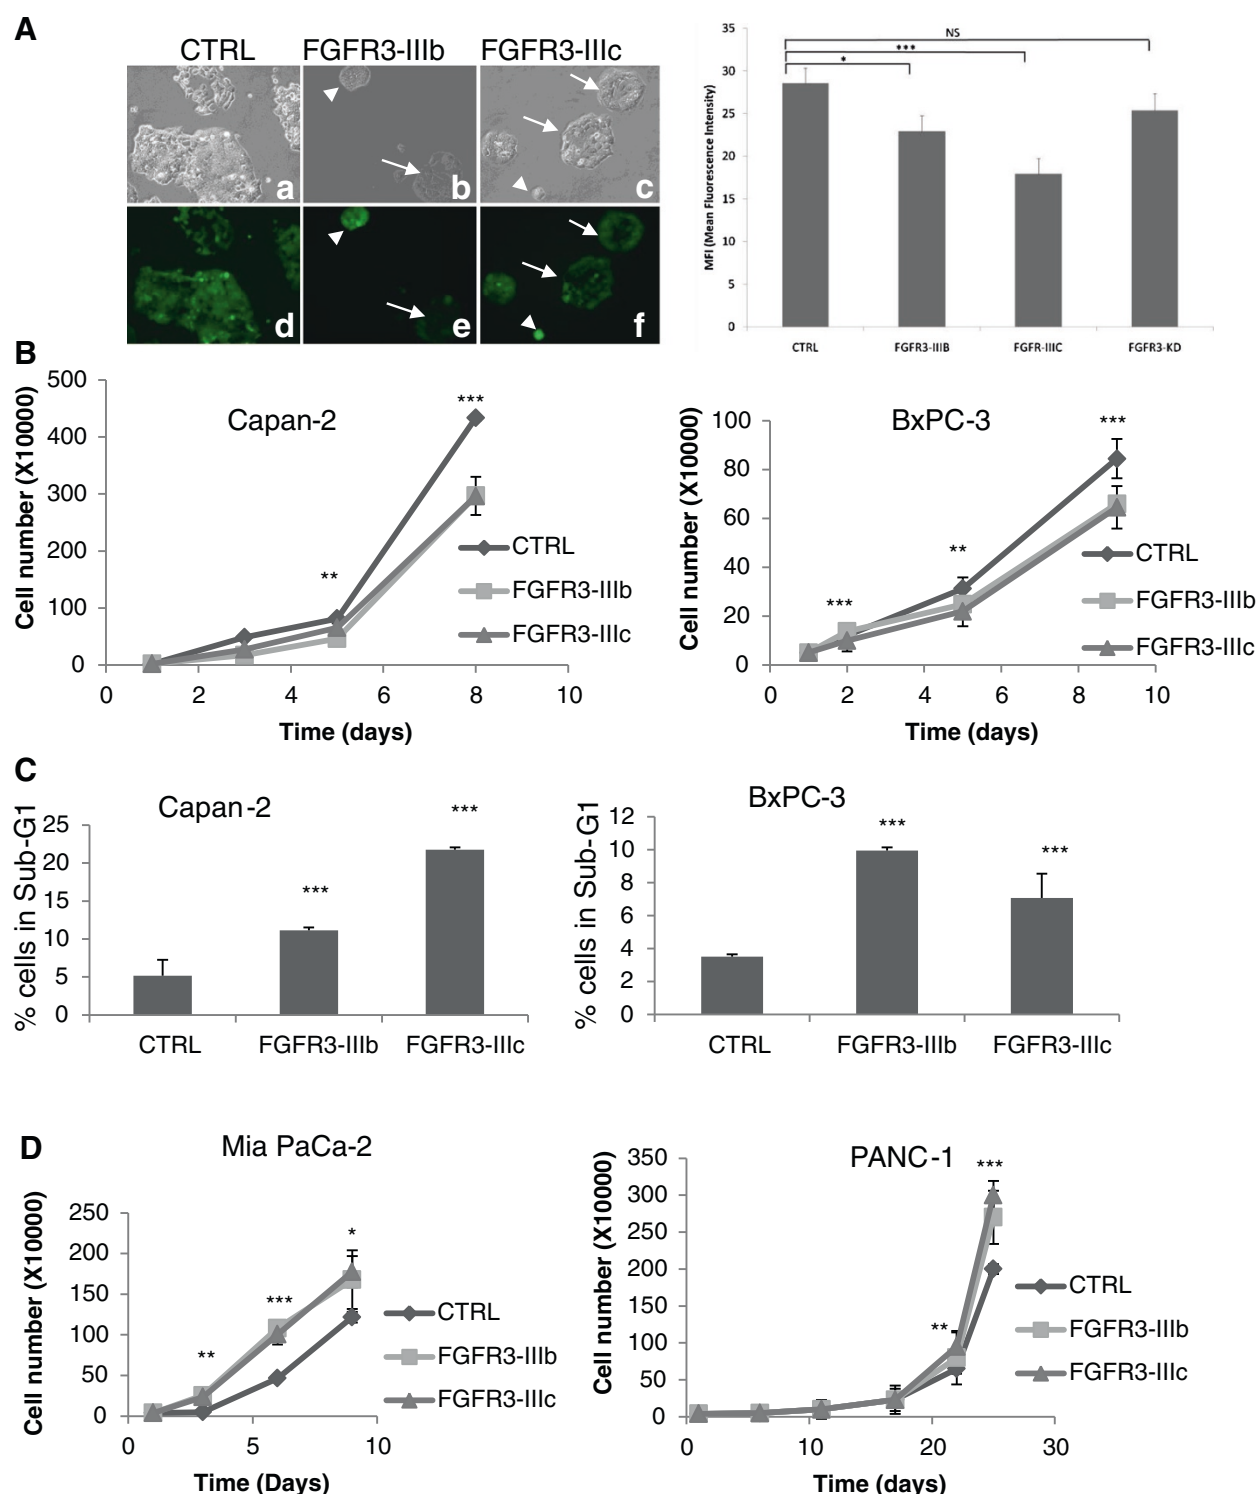 A
CTRL FGFR3-IIIb FGFR3-IIIc
a b c
d e f
35
30
25
20
15
10
5
0
MFI (Mean Fluorescence Intensity)
NS
***
*
CTRL FGFR3-IIIB FGFR-IIIC FGFR3-KD
B
Capan-2
500
400
300
200
100
0
Cell number (X10000)
***
**
CTRL
FGFR3-IIIb
FGFR3-IIIc
0 2 4 6 8 10
Time (days)
BxPC-3
100
80
60
40
20
0
Cell number (X10000)
***
**
***
CTRL
FGFR3-IIIb
FGFR3-IIIc
0 2 4 6 8 10
Time (days)
C
Capan-2
25
20
15
10
5
0
% cells in Sub-G1
***
***
CTRL FGFR3-IIIb FGFR3-IIIc
BxPC-3
12
10
8
6
4
2
0
% cells in Sub-G1
***
***
CTRL FGFR3-IIIb FGFR3-IIIc
D
Mia PaCa-2
250
200
150
100
50
0
Cell number (X10000)
*
***
**
CTRL
FGFR3-IIIb
FGFR3-IIIc
0 5 10
Time (Days)
PANC-1
350
300
250
200
150
100
50
0
Cell number (X10000)
***
**
CTRL
FGFR3-IIIb
FGFR3-IIIc
0 10 20 30
Time (days)